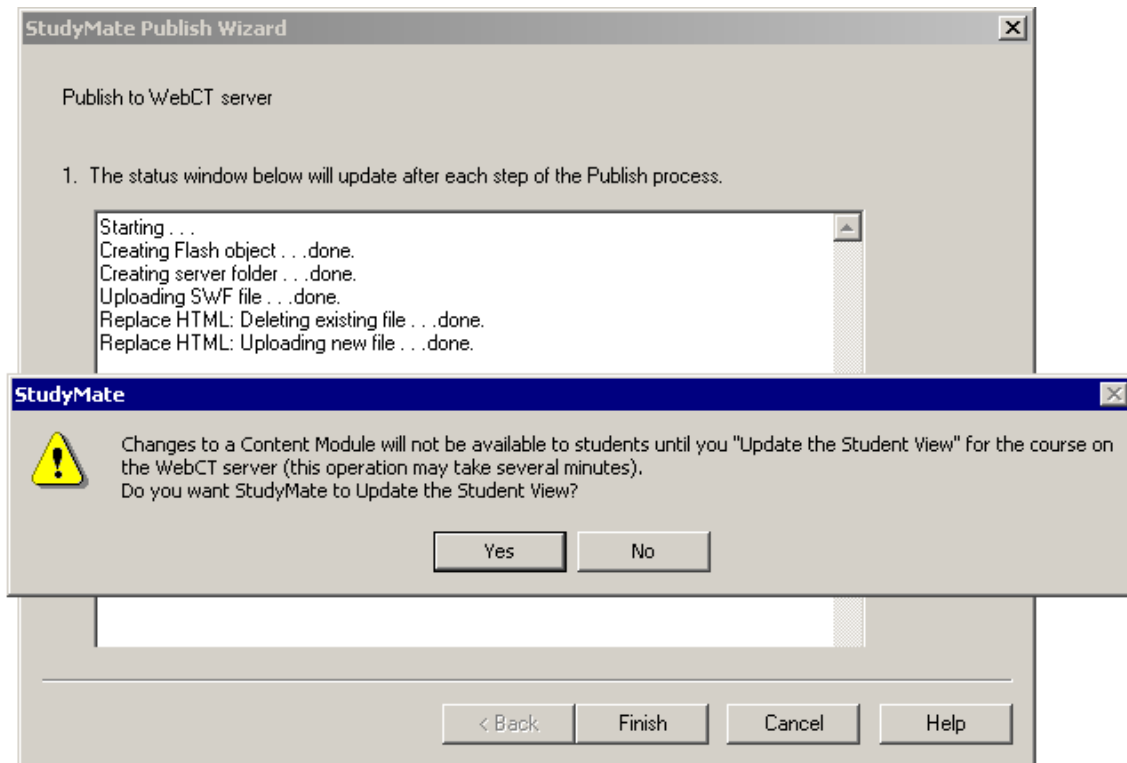 StudyMate Publish Wizard
Publish to WebCT server
1. The status window below will update after each step of the Publish process.
Starting . . .
Creating Flash object . . .done.
Creating server folder . . .done.
Uploading SWF file . . .done.
Replace HTML: Deleting existing file . . .done.
Replace HTML: Uploading new file . . .done.
StudyMate
Changes to a Content Module will not be available to students until you "Update the Student View" for the course on
the WebCT server (this operation may take several minutes).
Do you want StudyMate to Update the Student View?
Yes No
< Back Finish Cancel Help